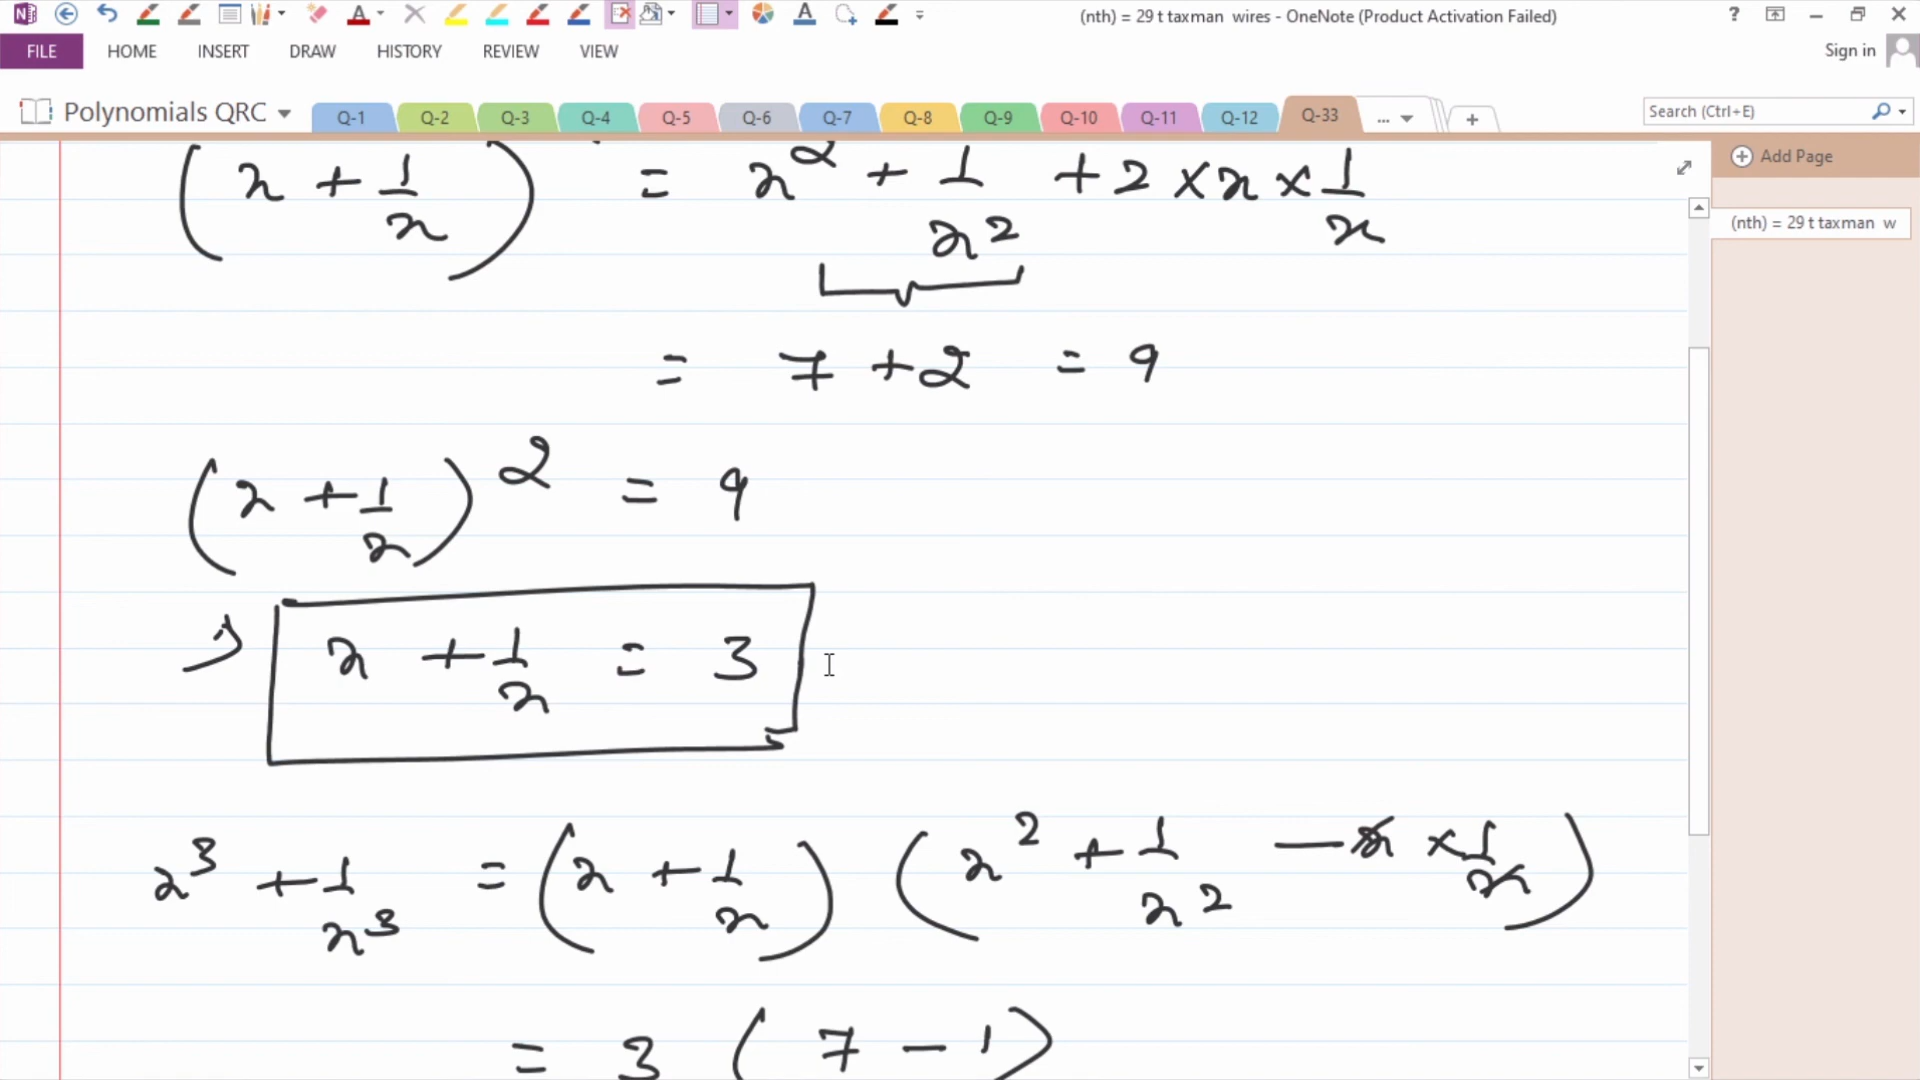 (nth) = 29 t taxman wires - OneNote (Product Activation Failed)
?
FILE HOME INSERT DRAW HISTORY REVIEW VIEW
Sign in
Polynomials QRC
Q-1 Q-2 Q-3 Q-4 Q-5 Q-6 Q-7 Q-8 Q-9 Q-10 Q-11 Q-12 Q-33 ... +
Search (Ctrl+E)
Add Page
(nth) = 29 t taxman w
(x + 1/x) = x² + 1/x² + 2 × x × 1/x
= 7 + 2 = 9
(x + 1/x)² = 9
⇒ x + 1/x = 3
x³ + 1/x³ = (x + 1/x) (x² + 1/x² - x × 1/x)
= 3 (7 - 1)